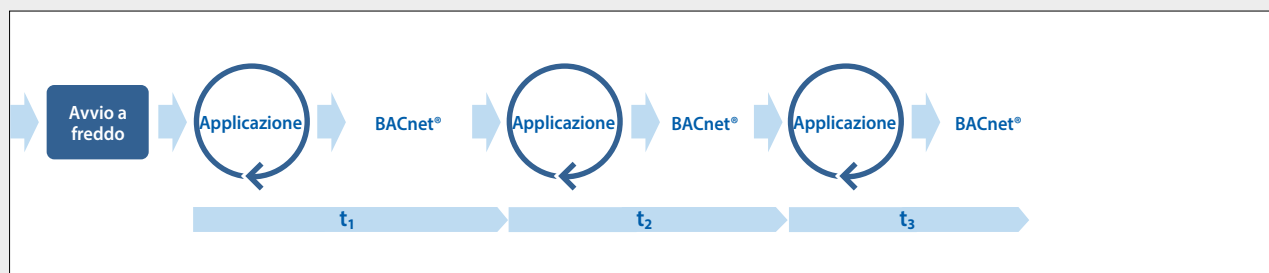 Avvio a
freddo
Applicazione
BACnet®
Applicazione
BACnet®
Applicazione
BACnet®
t₁
t₂
t₃